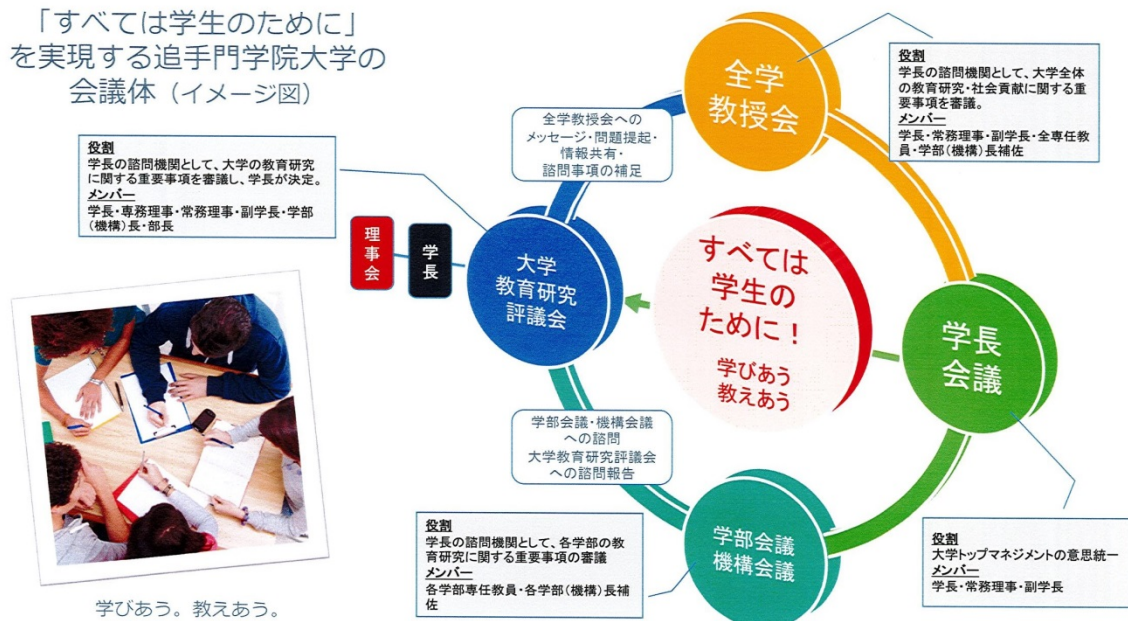 「すべては学生のために」
を実現する追手門学院大学の
会議体（イメージ図）
役割
学長の諮問機関として、大学の教育研究
に関する重要事項を審議し、学長が決定。
メンバー
学長・専務理事・常務理事・副学長・学部
（機構）長・部長
理事会
学長
大学
教育研究
評議会
全学教授会への
メッセージ・問題提起・
情報共有・
諮問事項の補足
全学
教授会
役割
学長の諮問機関として、大学全体
の教育研究・社会貢献に関する重
要事項を審議。
メンバー
学長・常務理事・副学長・全専任教
員・学部（機構）長補佐
すべては
学生の
ために！
学びあう
教えあう
学長
会議
学部会議・機構会議
への諮問
大学教育研究評議会
への諮問報告
学部会議
機構会議
役割
学長の諮問機関として、各学部の教
育研究に関する重要事項の審議
メンバー
各学部専任教員・各学部（機構）長補
佐
役割
大学トップマネジメントの意思統一
メンバー
学長・常務理事・副学長
学びあう。教えあう。